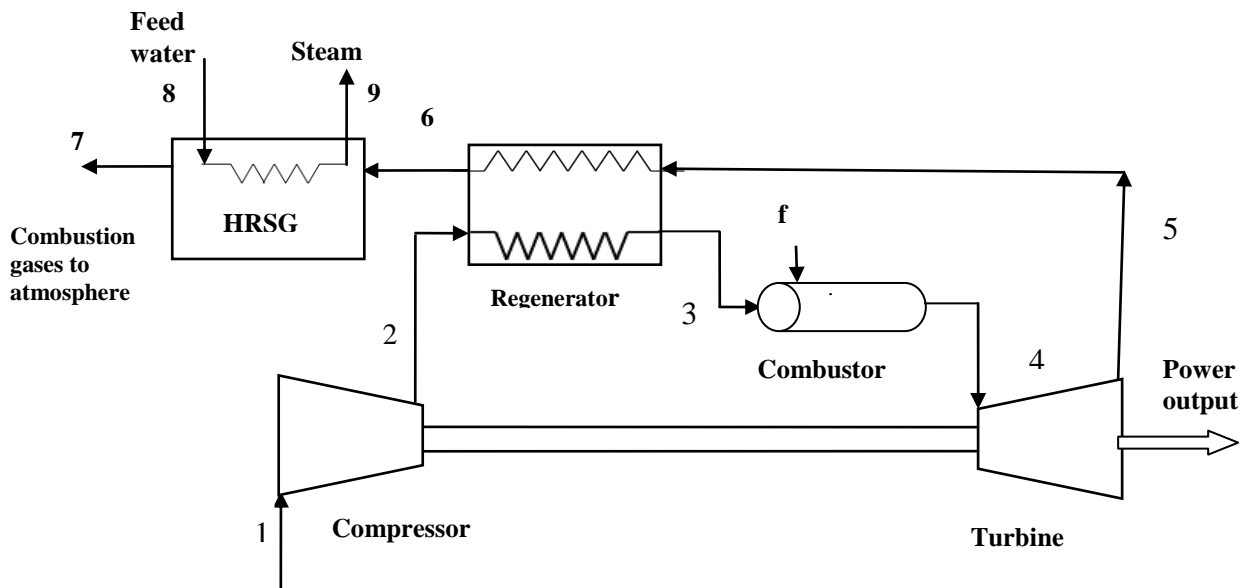 Feed
water
Steam
8
9
6
7
HRSG
f
5
Combustion
gases to
atmosphere
Regenerator
3
2
Combustor
4
Power
output
1
Compressor
Turbine